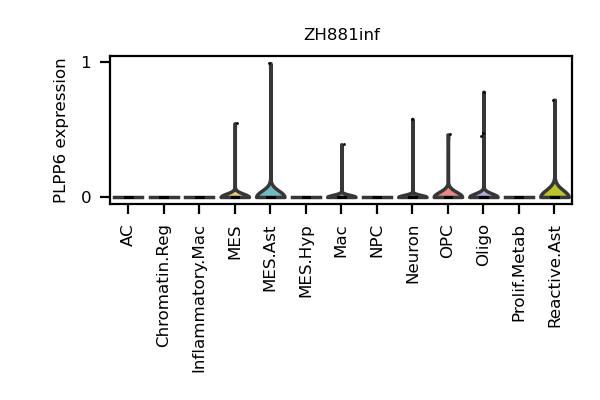 ZH881inf
PLPP6 expression
1
0
AC
Chromatin.Reg
Inflammatory.Mac
MES
MES.Ast
MES.Hyp
Mac
NPC
Neuron
OPC
Oligo
Prolif.Metab
Reactive.Ast